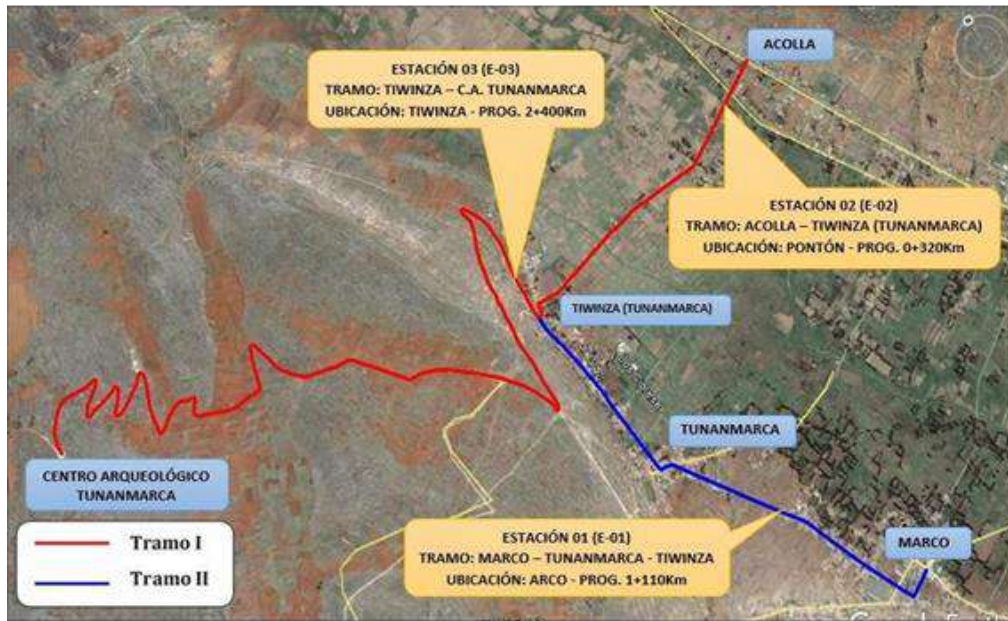 ACOLLA
ESTACIÓN 03 (E-03)
TRAMO: TIWINZA – C.A. TUNANMARCA
UBICACIÓN: TIWINZA - PROG. 2+400Km
ESTACIÓN 02 (E-02)
TRAMO: ACOLLA – TIWINZA (TUNANMARCA)
UBICACIÓN: PONTÓN - PROG. 0+320Km
TIWINZA (TUNANMARCA)
TUNANMARCA
CENTRO ARQUEOLÓGICO
TUNANMARCA
ESTACIÓN 01 (E-01)
TRAMO: MARCO – TUNANMARCA - TIWINZA
UBICACIÓN: ARCO - PROG. 1+110Km
MARCO
Tramo I
Tramo II